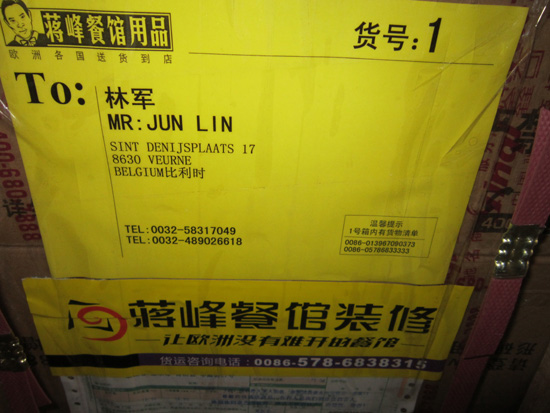 蒋峰餐馆用品
欧洲各国送货到店
货号:1
To:
林军
MR:JUN LIN
SINT DENIJSPLAATS 17
8630 VEURNE
BELGIUM比利时
TEL:0032-58317049
TEL:0032-489026618
温馨提示
1号箱内有货物清单
0086-013967090373
0086-05786833333
蒋峰餐馆装修
让欧洲没有难开的餐馆
货运咨询电话:0086-578-6838315